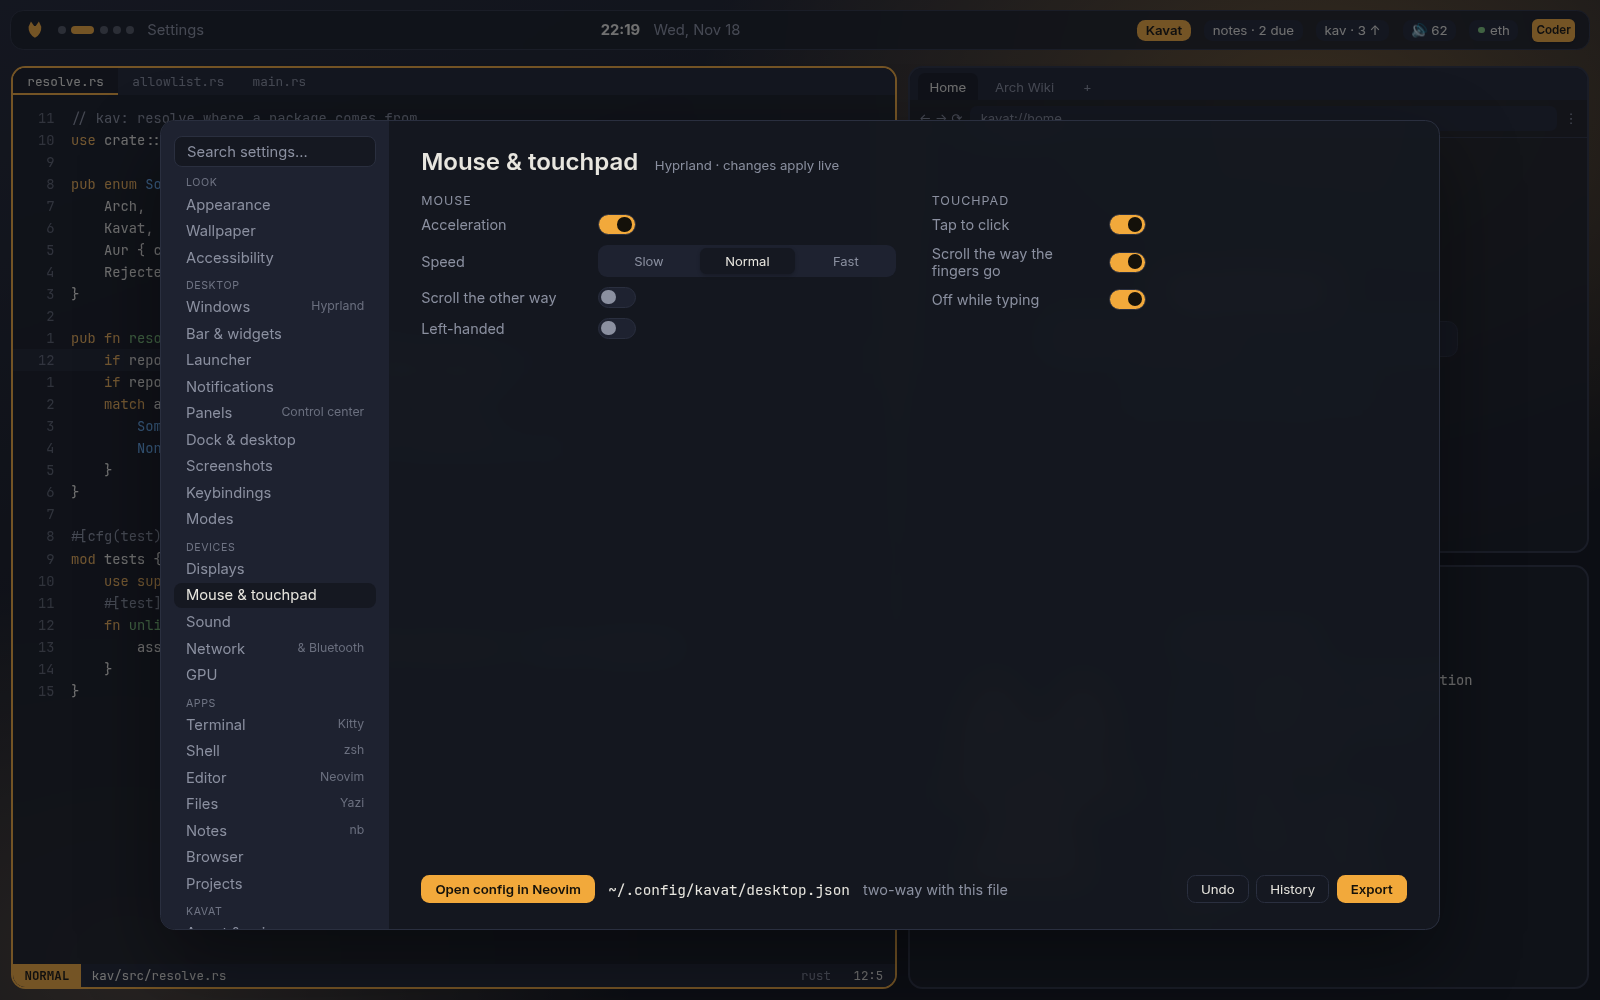 Settings
22:19 Wed, Nov 18
Kavat
notes · 2 due
kav · 3 ↑
62
eth
Coder
resolve.rs
allowlist.rs
main.rs
11 // kav: resolve where a package comes from
10 use crate::
9
8 pub enum So
7 Arch,
6 Kavat,
5 Aur { c
4 Rejecte
3 }
2
1 pub fn reso
12 if repo
1 if repo
2 match a
3 Som
4 Non
5 }
6 }
7
8 #[cfg(test)
9 mod tests {
10 use sup
11 #[test]
12 fn unli
13 ass
14 }
15 }
NORMAL kav/src/resolve.rs
rust 12:5
Home
Arch Wiki
+
kavat://home
tion
Search settings...
LOOK
Appearance
Wallpaper
Accessibility
DESKTOP
Windows Hyprland
Bar & widgets
Launcher
Notifications
Panels Control center
Dock & desktop
Screenshots
Keybindings
Modes
DEVICES
Displays
Mouse & touchpad
Sound
Network & Bluetooth
GPU
APPS
Terminal Kitty
Shell zsh
Editor Neovim
Files Yazi
Notes nb
Browser
Projects
KAVAT
Mouse & touchpad Hyprland · changes apply live
MOUSE
Acceleration
Speed Slow Normal Fast
Scroll the other way
Left-handed
TOUCHPAD
Tap to click
Scroll the way the
fingers go
Off while typing
Open config in Neovim ~/.config/kavat/desktop.json two-way with this file
Undo
History
Export